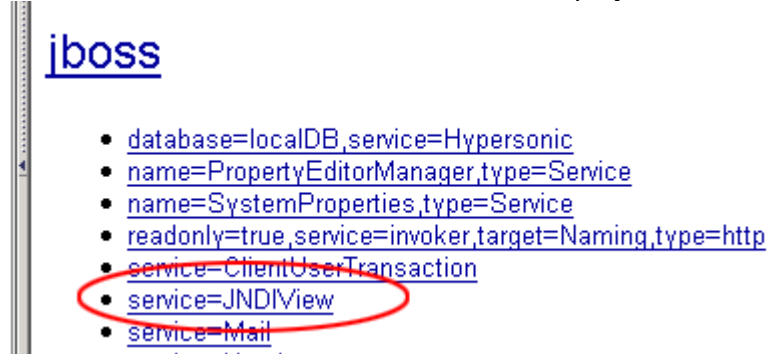 jboss
database=localDB,service=Hypersonic
name=PropertyEditorManager,type=Service
name=SystemProperties,type=Service
readonly=true,service=invoker,target=Naming,type=http
service=ClientUserTransaction
service=JNDIView
service=Mail